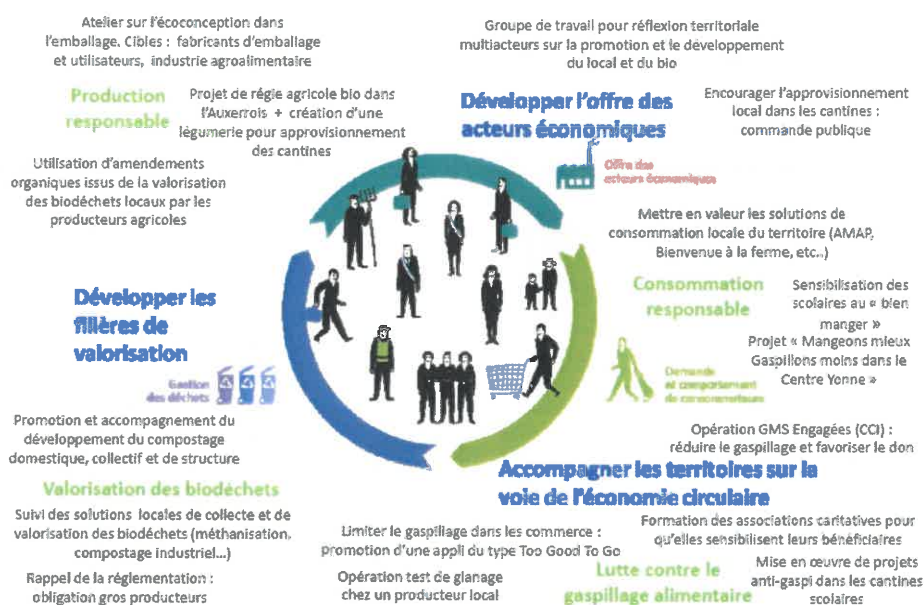 Atelier sur l'écoconception dans
l'emballage. Cibles : fabricants d'emballage
et utilisateurs, industrie agroalimentaire
Groupe de travail pour réflexion territoriale
multiacteurs sur la promotion et le développement
du local et du bio
Production
responsable
Projet de régie agricole bio dans
l'Auxerrois + création d'une
légumerie pour approvisionnement
des cantines
Développer l'offre des
acteurs économiques
Encourager l'approvisionnement
local dans les cantines :
commande publique
Offre des
acteurs économiques
Utilisation d'amendements
organiques issus de la valorisation
des biodéchets locaux par les
producteurs agricoles
Mettre en valeur les solutions de
consommation locale du territoire (AMAP,
Bienvenue à la ferme, etc..)
Consommation
responsable
Sensibilisation des
scolaires au « bien
manger »
Projet « Mangeons mieux
Gaspillons moins dans le
Centre Yonne »
Développer les
filières de
valorisation
Gestion
des déchets
Demande
et comportement
de consommateurs
Promotion et accompagnement du
développement du compostage
domestique, collectif et de structure
Opération GMS Engagées (CCI) :
réduire le gaspillage et favoriser le don
Accompagner les territoires sur la
voie de l'économie circulaire
Valorisation des biodéchets
Suivi des solutions locales de collecte et de
valorisation des biodéchets (méthanisation,
compostage industriel...)
Rappel de la réglementation :
obligation gros producteurs
Limiter le gaspillage dans les commerce :
promotion d'une appli du type Too Good To Go
Opération test de glanage
chez un producteur local
Formation des associations caritatives pour
qu'elles sensibilisent leurs bénéficiaires
Lutte contre le
gaspillage alimentaire
Mise en œuvre de projets
anti-gaspi dans les cantines
scolaires